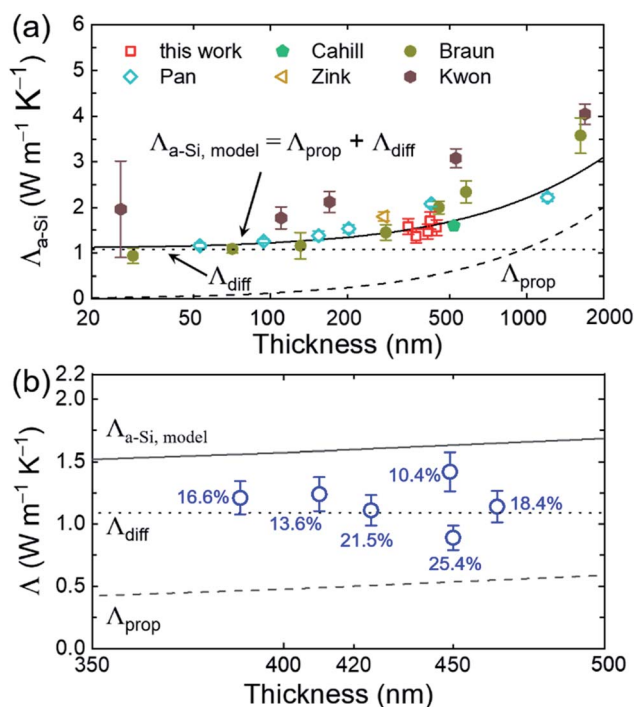 (a)
6
5
4
3
2
1
0
Λa-Si (W m⁻¹ K⁻¹)
this work Cahill Braun
Pan Zink Kwon
Λa-Si, model = Λprop + Λdiff
Λdiff
Λprop
20 100 500 1000 2000
Thickness (nm)
(b)
2.2
2.0
1.5
1.0
0.5
0.0
Λ (W m⁻¹ K⁻¹)
Λa-Si, model
16.6%
13.6%
21.5%
10.4%
25.4%
18.4%
Λdiff
Λprop
350 400 420 450 500
Thickness (nm)